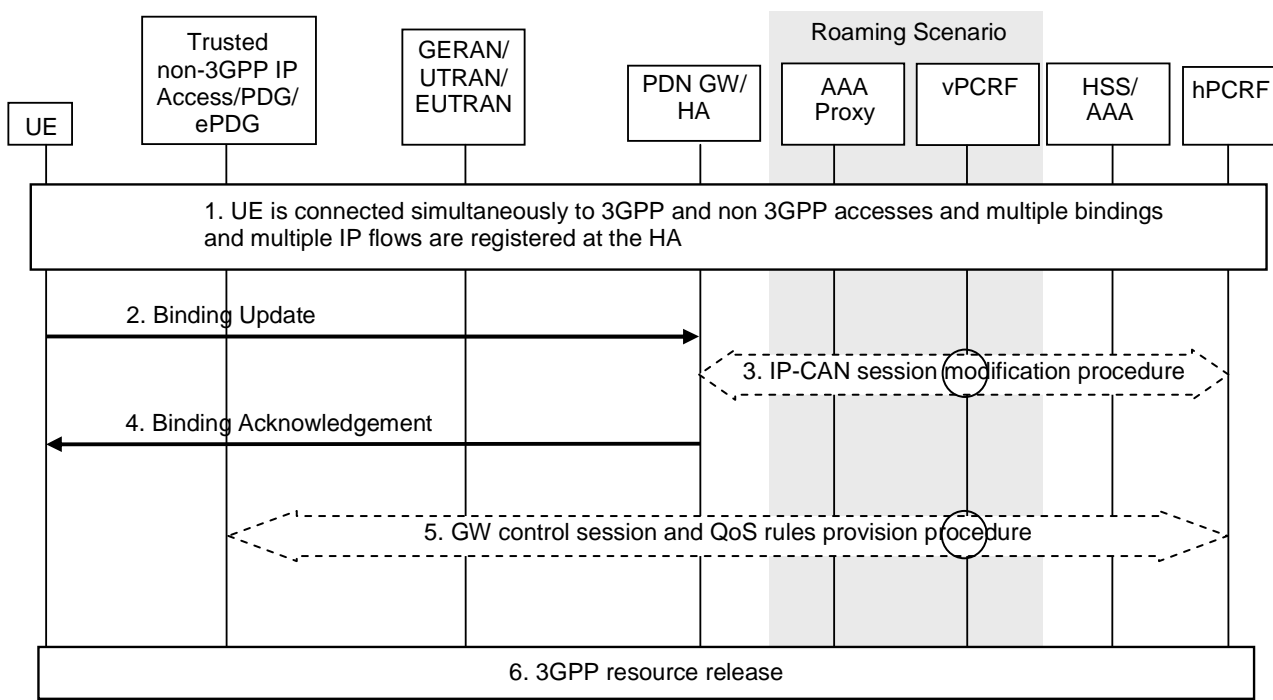 Roaming Scenario
UE
Trusted
non-3GPP IP
Access/PDG/
ePDG
GERAN/
UTRAN/
EUTRAN
PDN GW/
HA
AAA
Proxy
vPCRF
HSS/
AAA
hPCRF
1. UE is connected simultaneously to 3GPP and non 3GPP accesses and multiple bindings
and multiple IP flows are registered at the HA
2. Binding Update
3. IP-CAN session modification procedure
4. Binding Acknowledgement
5. GW control session and QoS rules provision procedure
6. 3GPP resource release